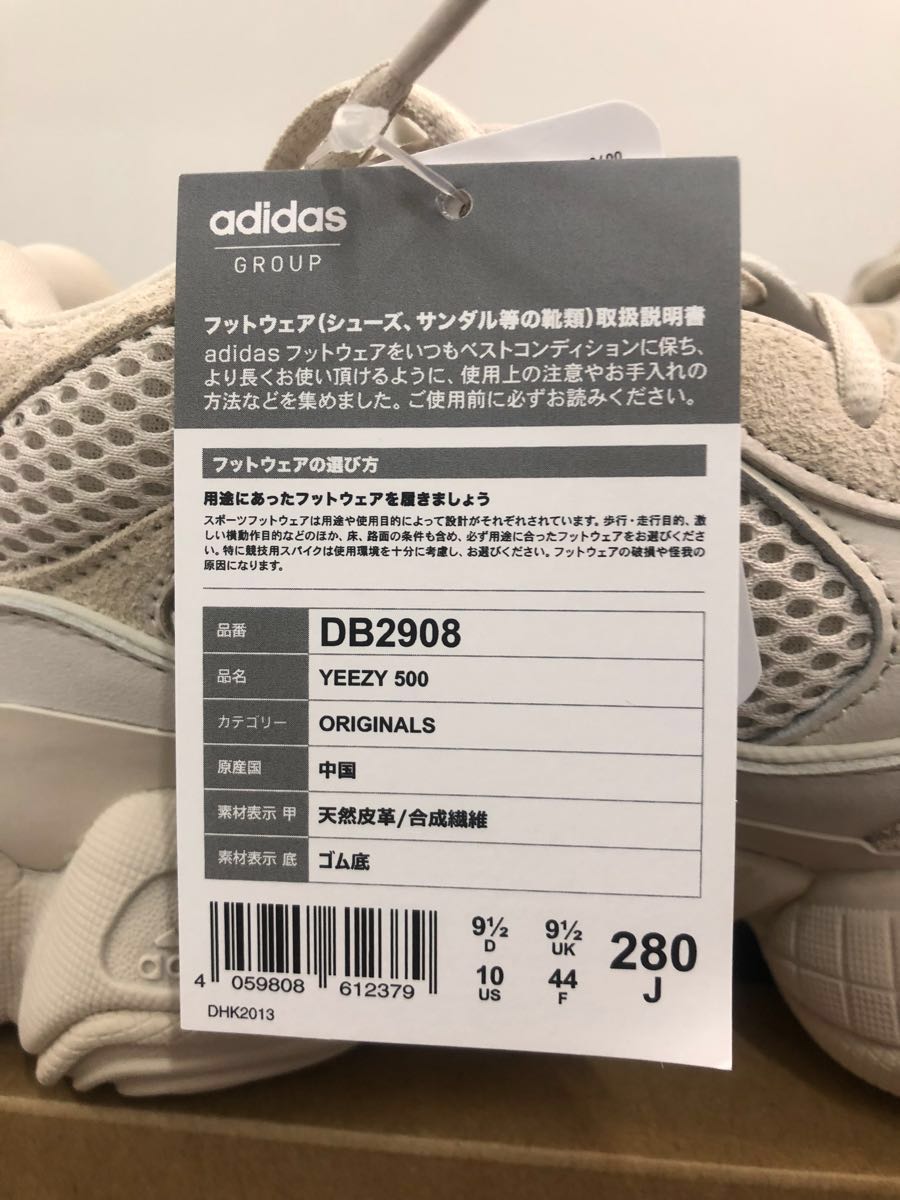 adidas
GROUP
フットウェア(シューズ、サンダル等の靴類)取扱説明書
adidas フットウェアをいつもベストコンディションに保ち、
より長くお使い頂けるように、使用上の注意やお手入れの
方法などを集めました。ご使用前に必ずお読みください。
フットウェアの選び方
用途にあったフットウェアを履きましょう
スポーツフットウェアは用途や使用目的によって設計がそれぞれされています。歩行・走行目的、激
しい横動作目的などのほか、床、路面の条件も含め、必ず用途に合ったフットウェアをお選びくださ
い。特に競技用スパイクは使用環境を十分に考慮し、お選びください。フットウェアの破損や怪我の
原因になります。
品番 DB2908
品名 YEEZY 500
カテゴリー ORIGINALS
原産国 中国
素材表示 甲 天然皮革/合成繊維
素材表示 底 ゴム底
9½ D 9½ UK 280 J
10 US 44 F
4 059808 612379
DHK2013